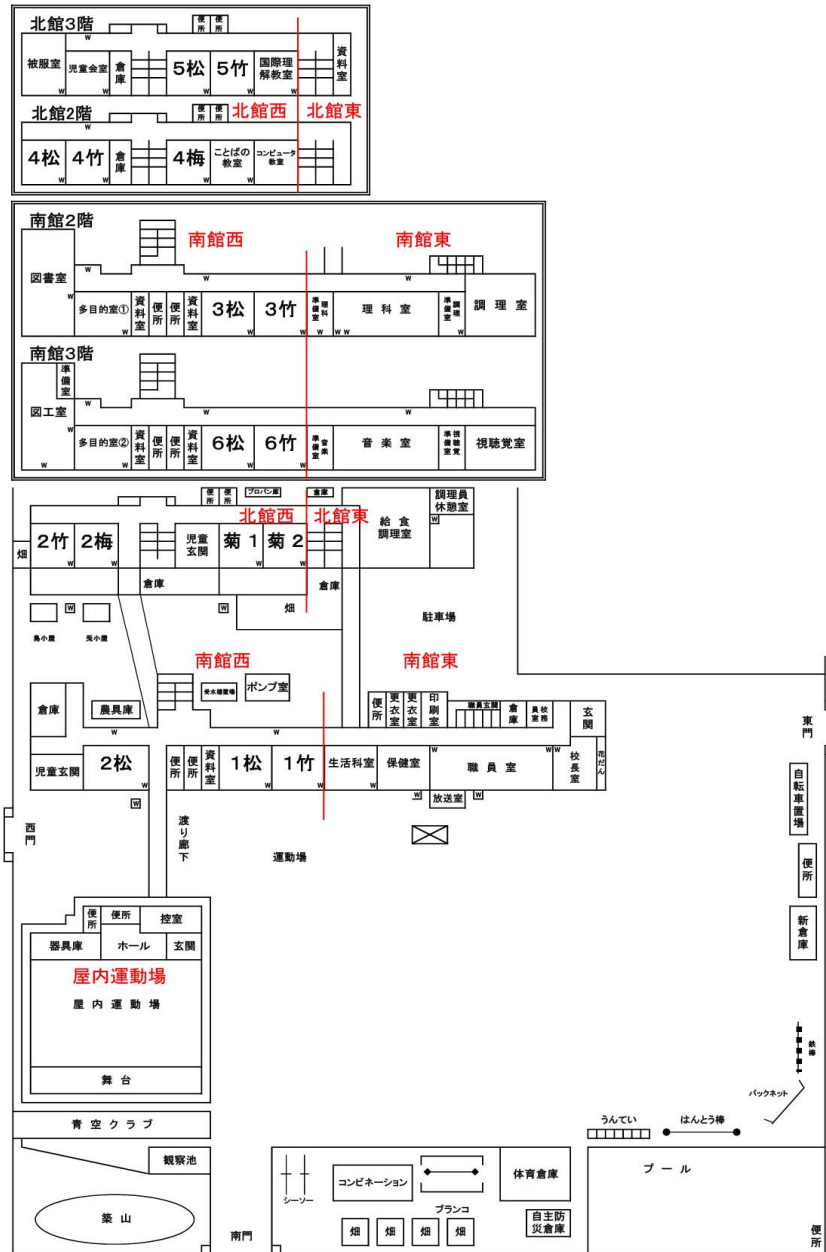 北館3階
便所
便所
W
被服室
児童会室
倉庫
5松
5竹
国際理解教室
資料室
W
W
W
W
北館2階
便所
便所
北館西
北館東
W
4松
4竹
倉庫
4梅
ことばの教室
コンピュータ教室
W
W
W
W
南館2階
南館西
南館東
図書室
W
W
W
W
多目的室①
資料室
便所
便所
資料室
3松
3竹
理科準備室
理科室
調理準備室
調理室
W
W
W
W
W W
W
南館3階
準備室
図工室
W
W
W
W
W
多目的室②
資料室
便所
便所
資料室
6松
6竹
音楽準備室
音楽室
視聴覚準備室
視聴覚室
W
W
W
便所
便所
プロパン庫
倉庫
北館西
北館東
給食調理室
調理員休憩室
W
畑
2竹
2梅
児童玄関
菊1
菊2
W
W
W
W
倉庫
倉庫
W
W
畑
駐車場
鳥小屋
兎小屋
南館西
南館東
倉庫
農具庫
受水槽置場
ポンプ室
便所
更衣室
更衣室
印刷室
職員玄関
倉庫
校務員室
玄関
W
W
W
W W
児童玄関
2松
便所
便所
資料室
1松
1竹
生活科室
保健室
職員室
校長室
花だん
W
W
W
W
W
放送室
W
東門
自転車置場
西門
渡り廊下
運動場
便所
新倉庫
便所
便所
控室
器具庫
ホール
玄関
屋内運動場
屋内運動場
舞台
鉄棒
バックネット
青空クラブ
うんてい
はんとう棒
観察池
築山
南門
シーソー
コンビネーション
ブランコ
体育倉庫
プール
畑
畑
畑
畑
自主防災倉庫
便所